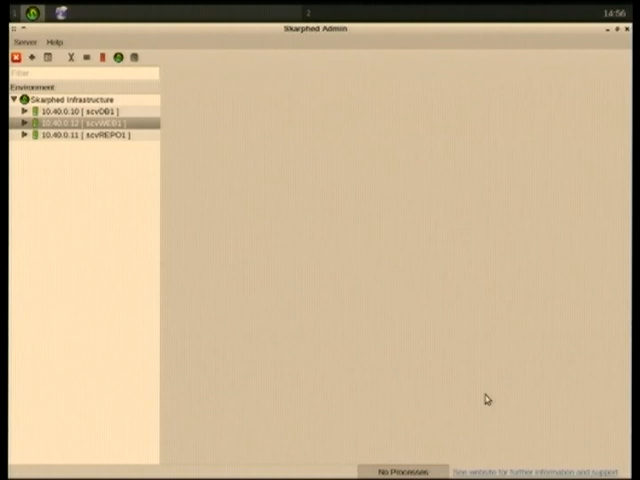 2
14:56
Skarphed Admin
Server Help
Filter
Environment
Skarphed Infrastructure
10.40.0.10 [ scvDB1 ]
10.40.0.12 [ scvWEB1 ]
10.40.0.11 [ scvREPO1 ]
No Processes
See website for further information and support